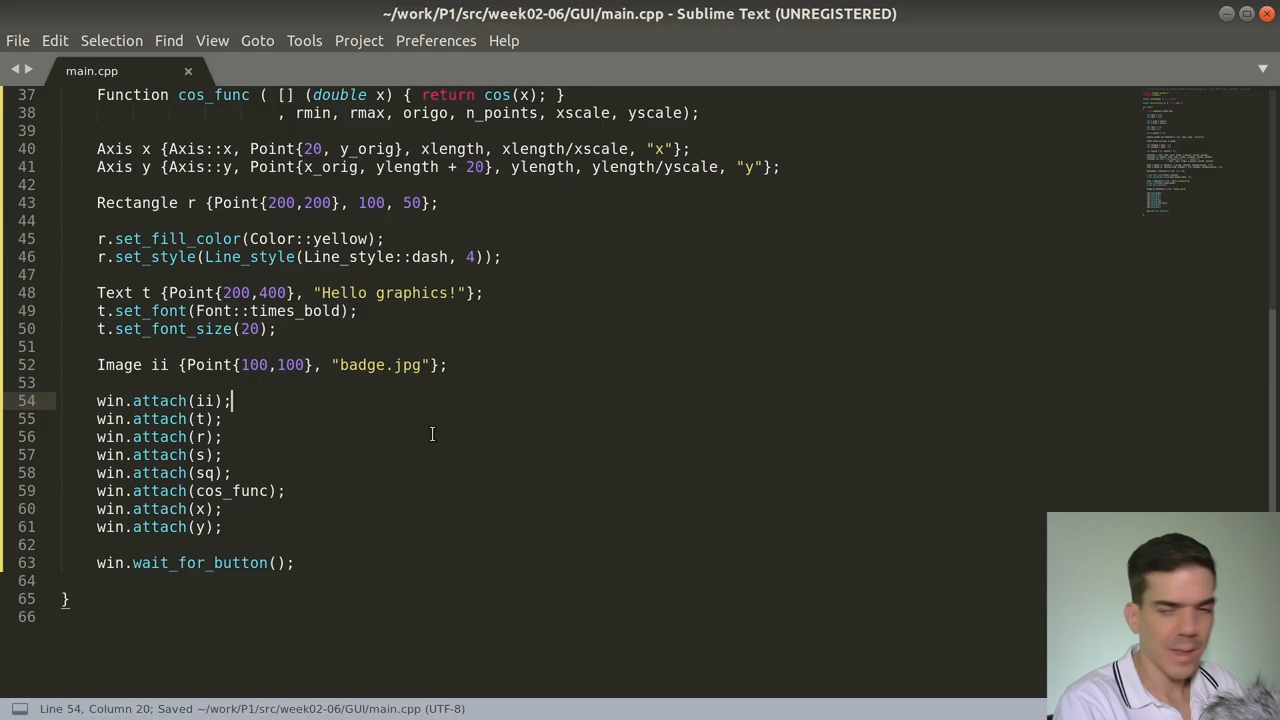 ~/work/P1/src/week02-06/GUI/main.cpp - Sublime Text (UNREGISTERED)
File Edit Selection Find View Goto Tools Project Preferences Help
main.cpp
37 Function cos_func ( [] (double x) { return cos(x); }
38 , rmin, rmax, origo, n_points, xscale, yscale);
39
40 Axis x {Axis::x, Point{20, y_orig}, xlength, xlength/xscale, "x"};
41 Axis y {Axis::y, Point{x_orig, ylength + 20}, ylength, ylength/yscale, "y"};
42
43 Rectangle r {Point{200,200}, 100, 50};
44
45 r.set_fill_color(Color::yellow);
46 r.set_style(Line_style(Line_style::dash, 4));
47
48 Text t {Point{200,400}, "Hello graphics!"};
49 t.set_font(Font::times_bold);
50 t.set_font_size(20);
51
52 Image ii {Point{100,100}, "badge.jpg"};
53
54 win.attach(ii);
55 win.attach(t);
56 win.attach(r);
57 win.attach(s);
58 win.attach(sq);
59 win.attach(cos_func);
60 win.attach(x);
61 win.attach(y);
62
63 win.wait_for_button();
64
65 }
66
Line 54, Column 20; Saved ~/work/P1/src/week02-06/GUI/main.cpp (UTF-8)